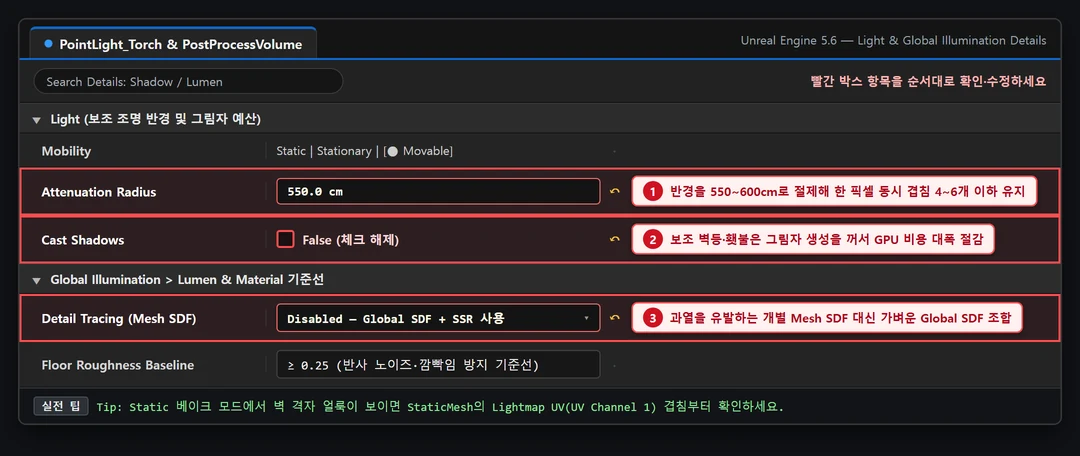 PointLight_Torch & PostProcessVolume
Unreal Engine 5.6 — Light & Global Illumination Details
Search Details: Shadow / Lumen
빨간 박스 항목을 순서대로 확인·수정하세요
▼ Light (보조 조명 반경 및 그림자 예산)
Mobility Static | Stationary | [● Movable] -
Attenuation Radius 550.0 cm 1 반경을 550~600cm로 절제해 한 픽셀 동시 겹침 4~6개 이하 유지
Cast Shadows False (체크 해제) 2 보조 벽등·횃불은 그림자 생성을 꺼서 GPU 비용 대폭 절감
▼ Global Illumination > Lumen & Material 기준선
Detail Tracing (Mesh SDF) Disabled — Global SDF + SSR 사용 3 과열을 유발하는 개별 Mesh SDF 대신 가벼운 Global SDF 조합
Floor Roughness Baseline ≥ 0.25 (반사 노이즈·깜빡임 방지 기준선) -
실전 팁 Tip: Static 베이크 모드에서 벽 격자 얼룩이 보이면 StaticMesh의 Lightmap UV(UV Channel 1) 겹침부터 확인하세요.